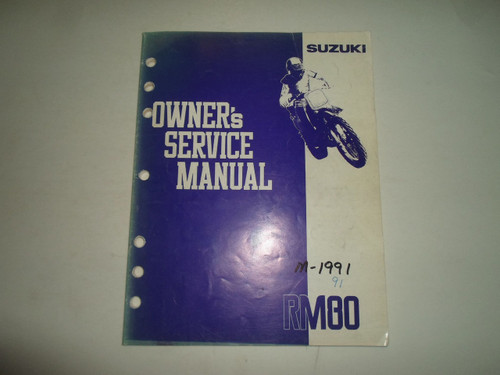 SUZUKI
OWNER's
SERVICE
MANUAL
M-1991
91
RM80